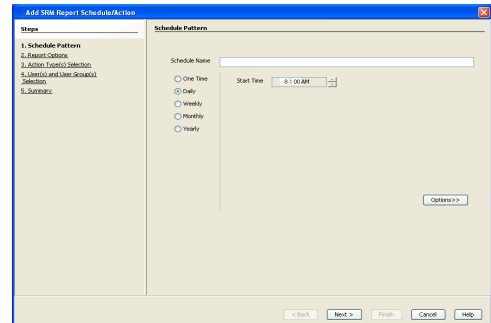 Add SRM Report Schedule/Action
Steps
1. Schedule Pattern
2. Report Options
3. Action Type(s) Selection
4. User(s) and User Group(s)
Selection
5. Summary
Schedule Pattern
Schedule Name
One Time
Daily
Weekly
Monthly
Yearly
Start Time
8 : 00 AM
Options>>
< Back
Next >
Finish
Cancel
Help